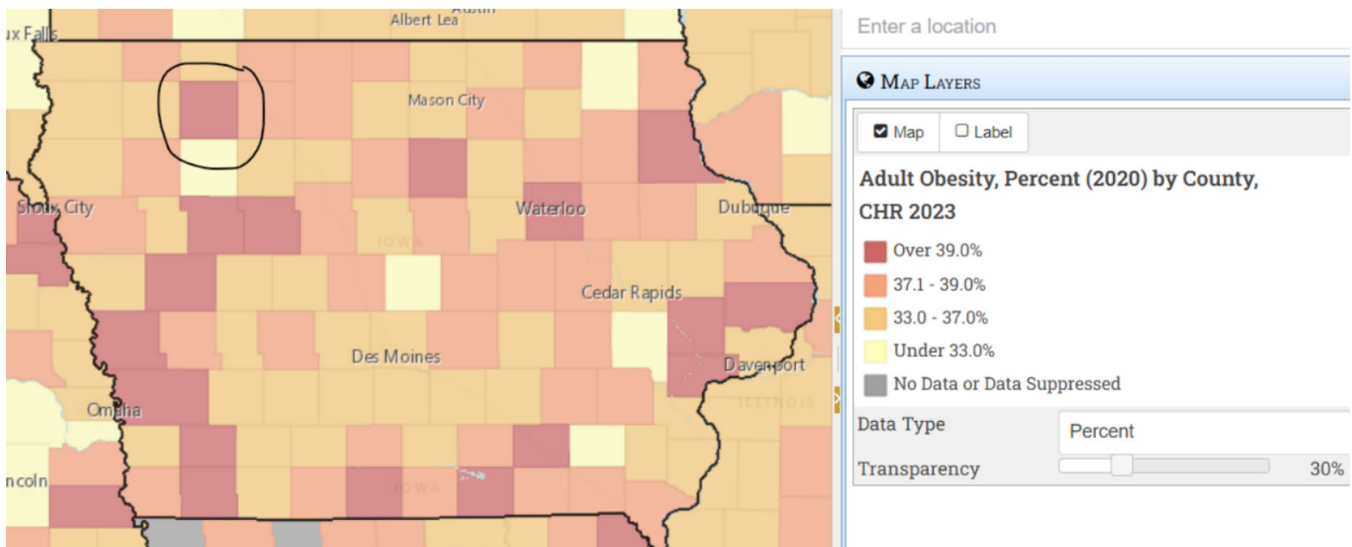 Austin
Albert Lea
ux Falls
Mason City
Sioux City
Waterloo
Dubuque
IOWA
Cedar Rapids
Des Moines
Davenport
ILLINOIS
Omaha
ncoln
IOWA
Enter a location
MAP LAYERS
Map
Label
Adult Obesity, Percent (2020) by County,
CHR 2023
Over 39.0%
37.1 - 39.0%
33.0 - 37.0%
Under 33.0%
No Data or Data Suppressed
Data Type
Percent
Transparency
30%